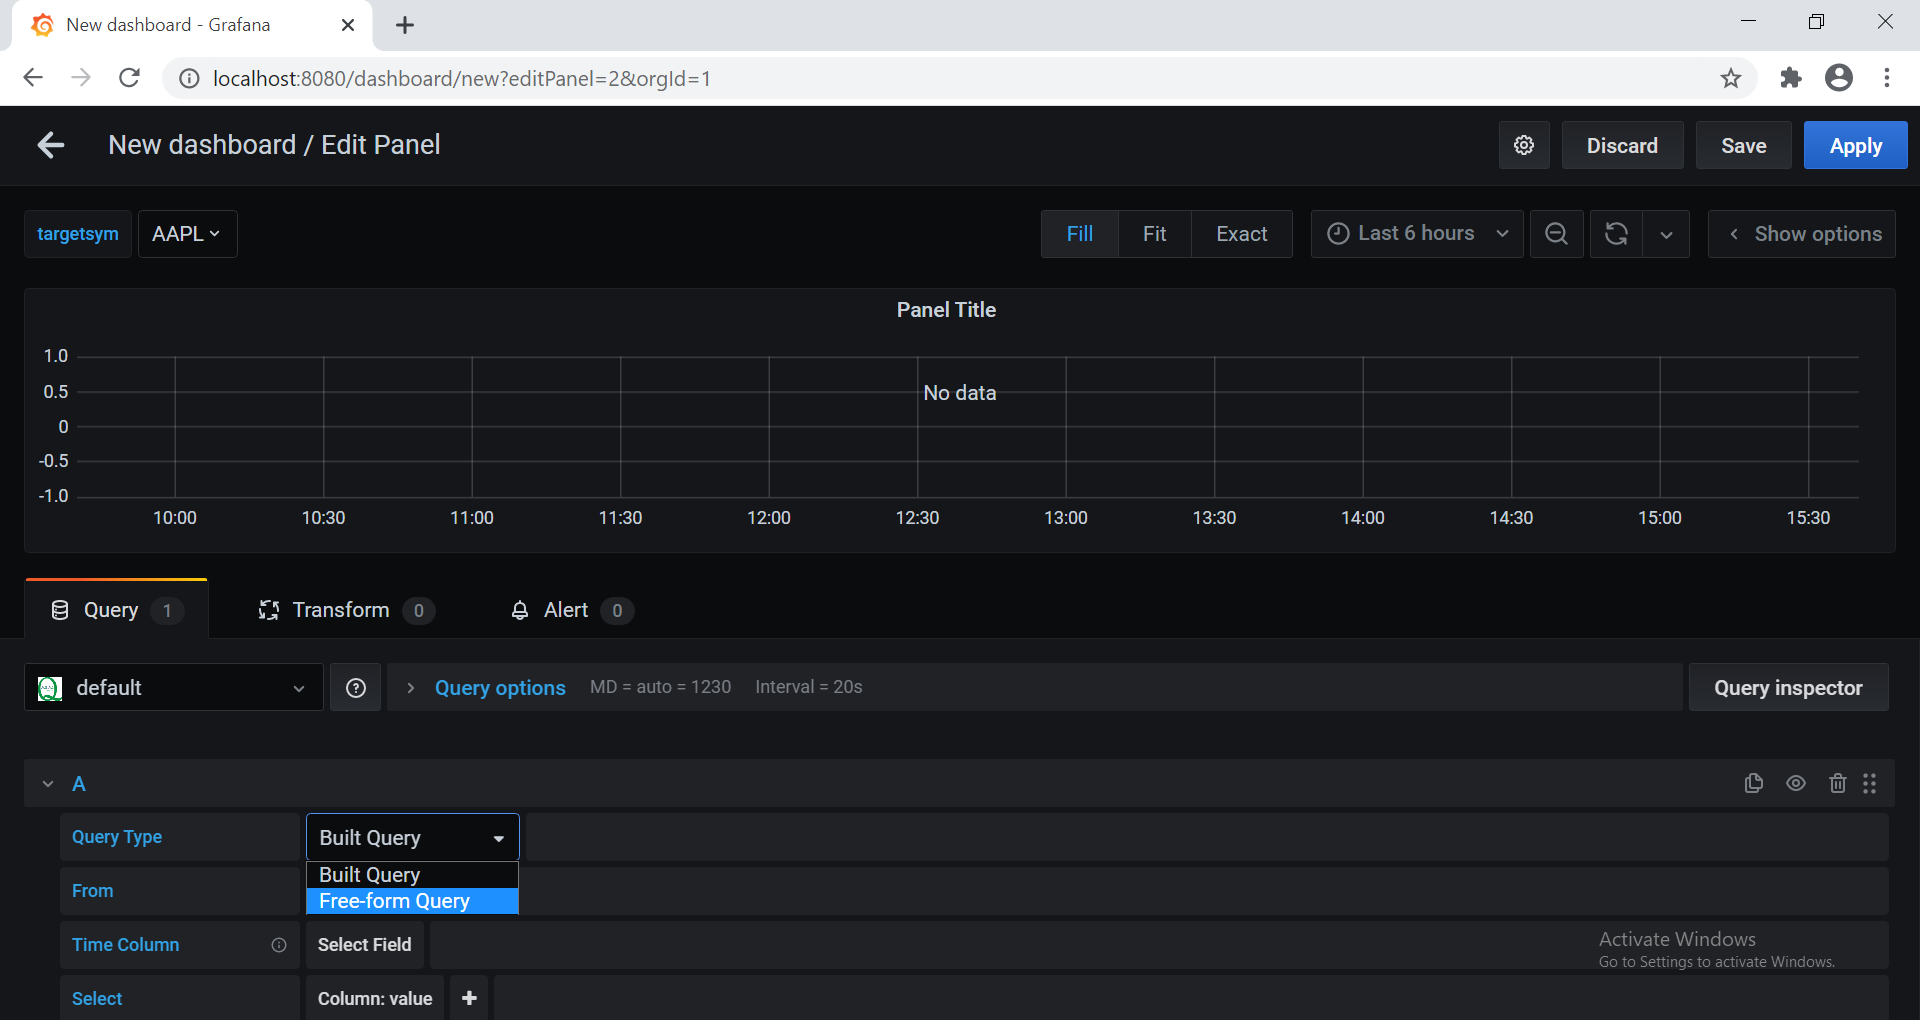 New dashboard - Grafana
localhost:8080/dashboard/new?editPanel=2&orgId=1
New dashboard / Edit Panel
Discard
Save
Apply
targetsym
AAPL
Fill
Fit
Exact
Last 6 hours
Show options
Panel Title
1.0
0.5
0
-0.5
-1.0
No data
10:00
10:30
11:00
11:30
12:00
12:30
13:00
13:30
14:00
14:30
15:00
15:30
Query 1
Transform 0
Alert 0
default
Query options
MD = auto = 1230
Interval = 20s
Query inspector
A
Query Type
Built Query
Built Query
Free-form Query
From
Time Column
Select Field
Select
Column: value
Activate Windows
Go to Settings to activate Windows.